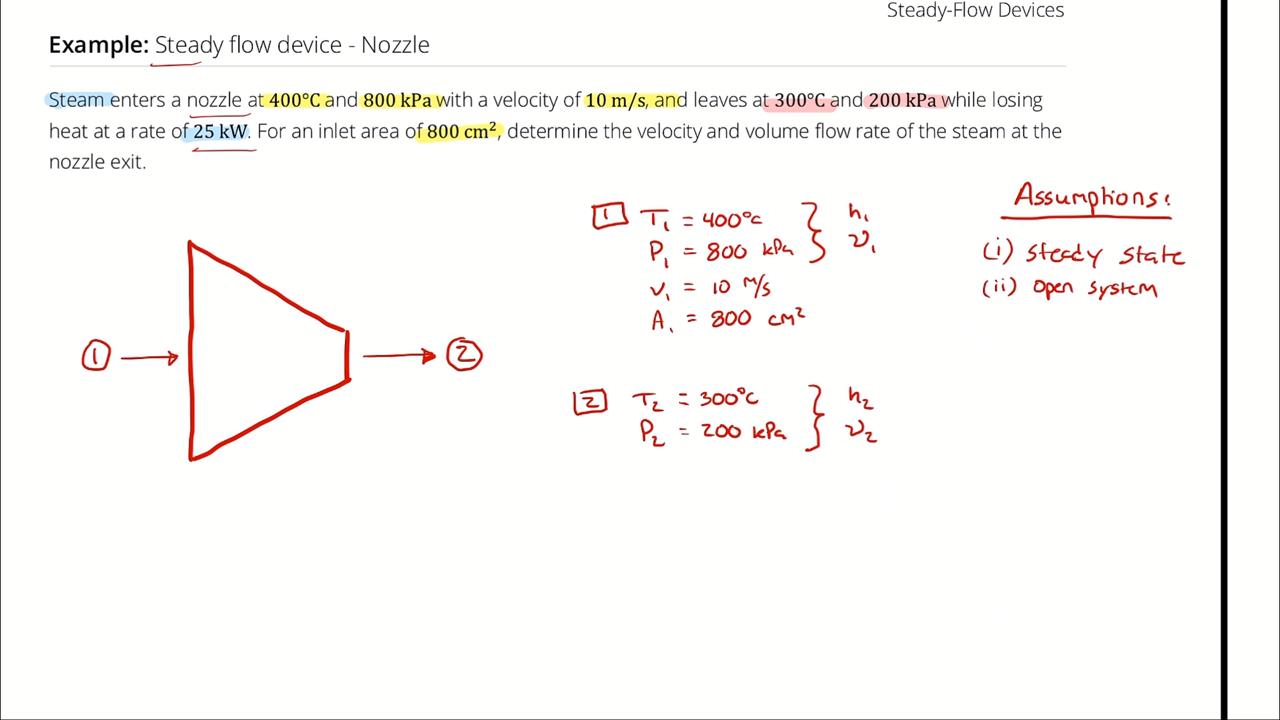 Steady-Flow Devices
Example: Steady flow device - Nozzle
Steam enters a nozzle at 400°C and 800 kPa with a velocity of 10 m/s, and leaves at 300°C and 200 kPa while losing
heat at a rate of 25 kW. For an inlet area of 800 cm², determine the velocity and volume flow rate of the steam at the
nozzle exit.
Assumptions:
(i) steady state
(ii) open system
1 T₁ = 400°C } h₁
P₁ = 800 kPa ν₁
V₁ = 10 m/s
A₁ = 800 cm²
1
2
2 T₂ = 300°C } h₂
P₂ = 200 kPa ν₂